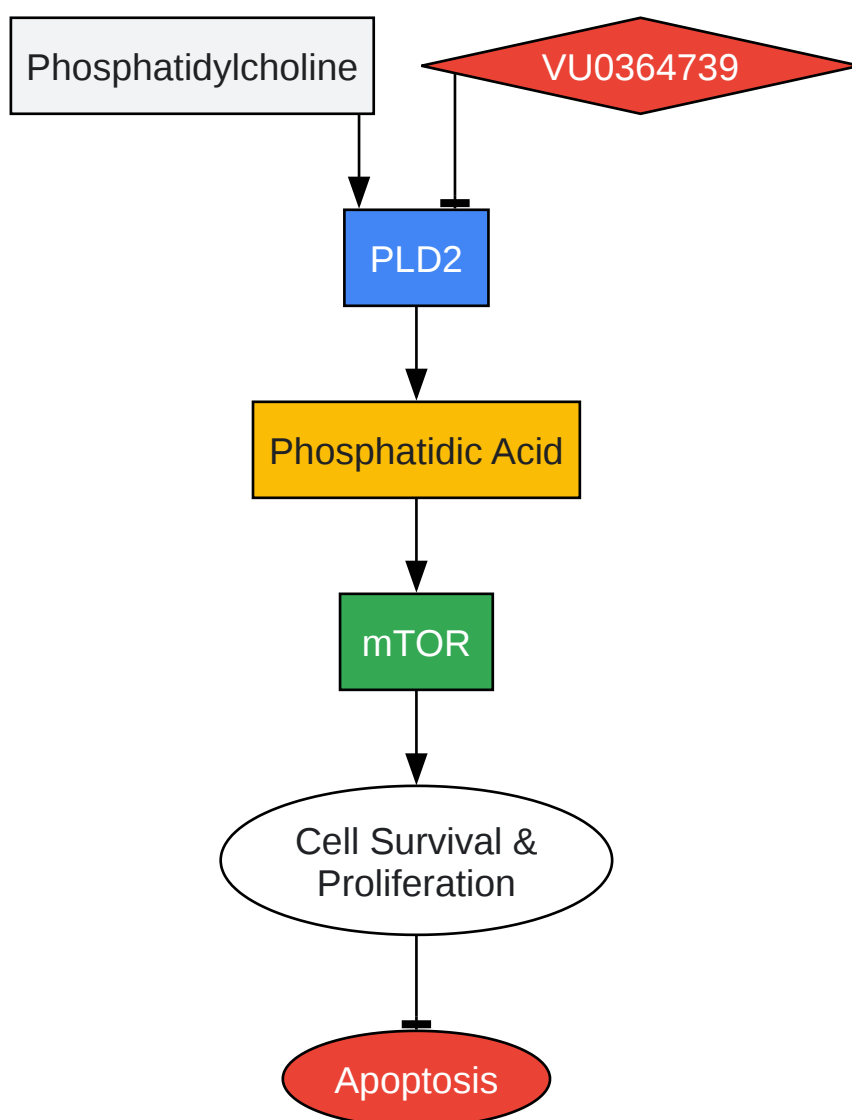 Phosphatidylcholine
VU0364739
PLD2
Phosphatidic Acid
mTOR
Cell Survival &
Proliferation
Apoptosis